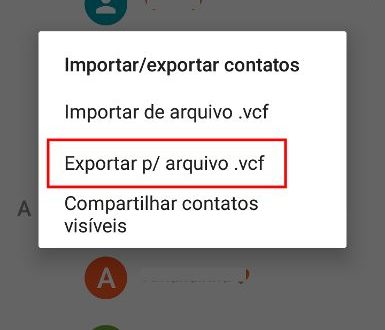 Importar/exportar contatos
Importar de arquivo .vcf
Exportar p/ arquivo .vcf
A
Compartilhar contatos
visíveis
A